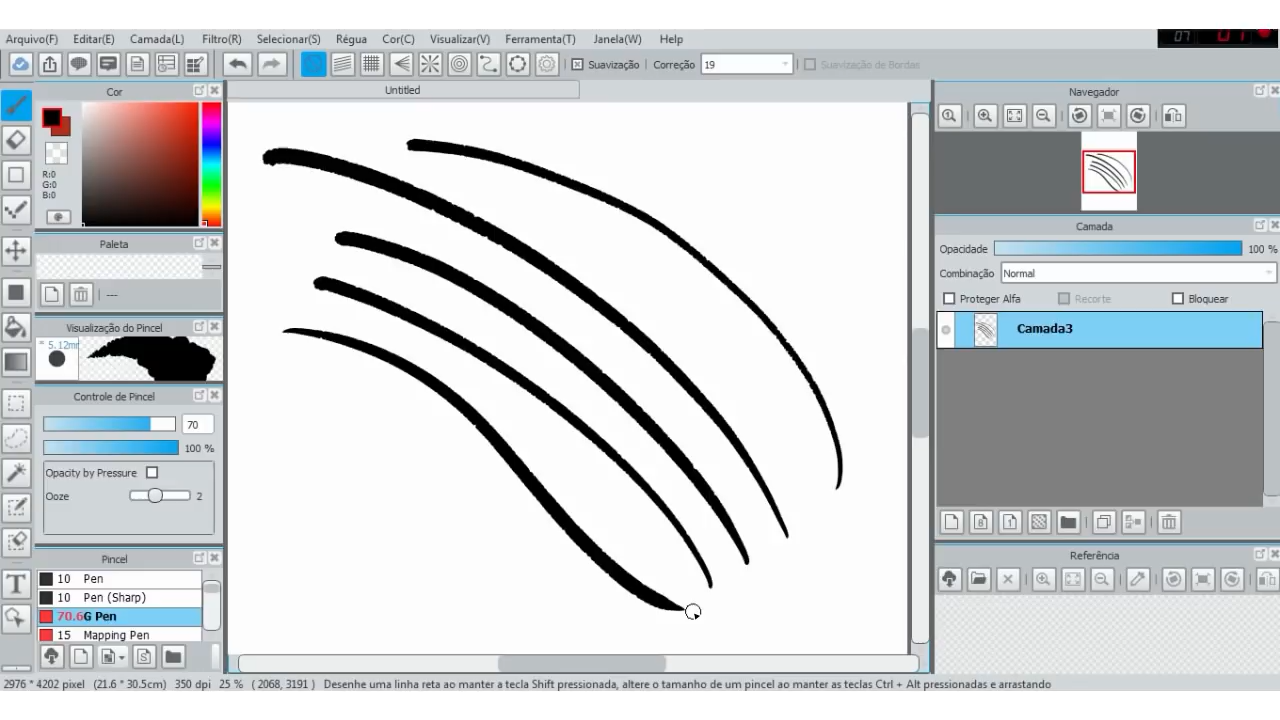 Arquivo(F) Editar(E) Camada(L) Filtro(R) Selecionar(S) Régua Cor(C) Visualizar(V) Ferramenta(T) Janela(W) Help
07 01
Suavização Correção 19 Suavização de Bordas
Cor
Untitled
Navegador
R:0
G:0
B:0
Paleta
---
Visualização do Pincel
5.12m
Controle de Pincel
70
100 %
Opacity by Pressure
Ooze 2
Pincel
10 Pen
10 Pen (Sharp)
70.6 G Pen
15 Mapping Pen
Camada
Opacidade 100 %
Combinação Normal
Proteger Alfa Recorte Bloquear
Camada3
Referência
2976 * 4202 pixel (21.6 * 30.5cm) 350 dpi 25 % ( 2068, 3191 ) Desenhe uma linha reta ao manter a tecla Shift pressionada, altere o tamanho de um pincel ao manter as teclas Ctrl + Alt pressionadas e arrastando